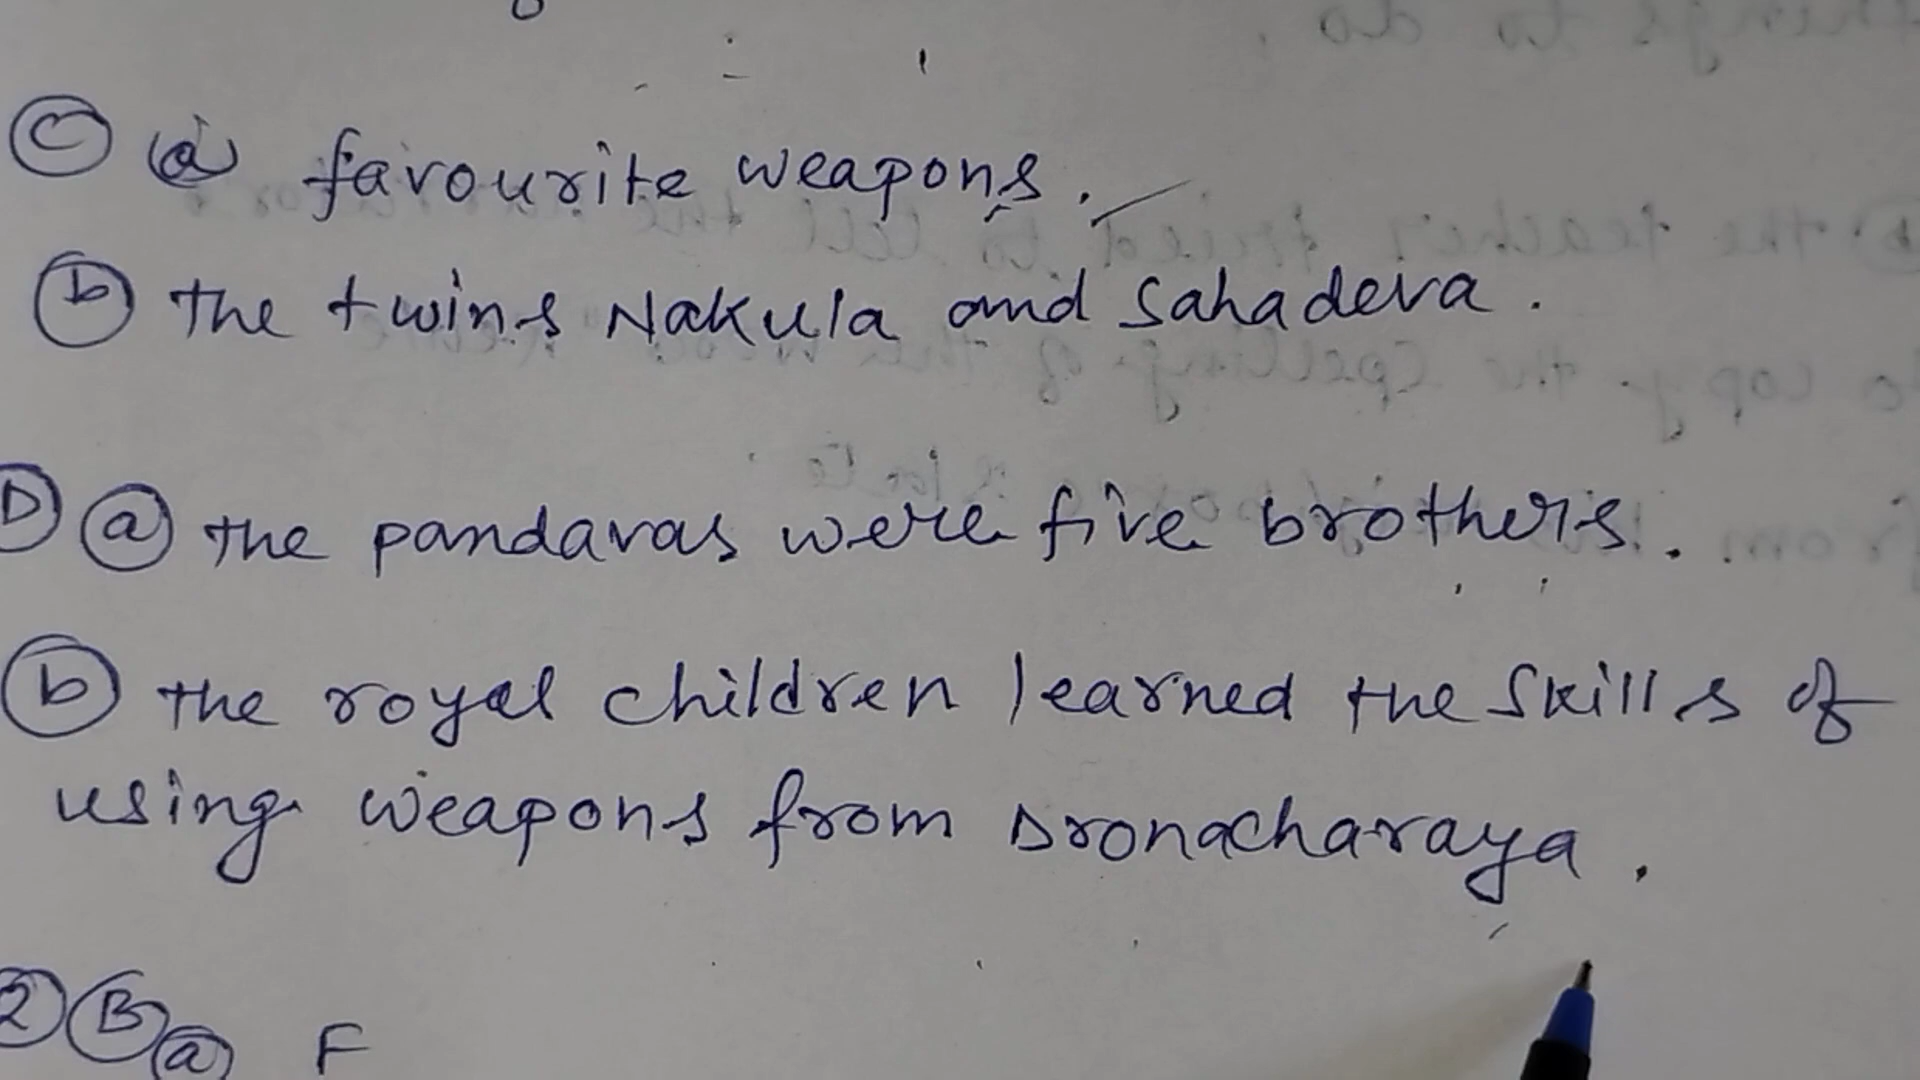 C a favourite weapons.
b The twins Nakula and Sahadeva.
D a The pandavas were five brothers.
b The royal children learned the skills of
using weapons from Dronacharaya.
2 B a F